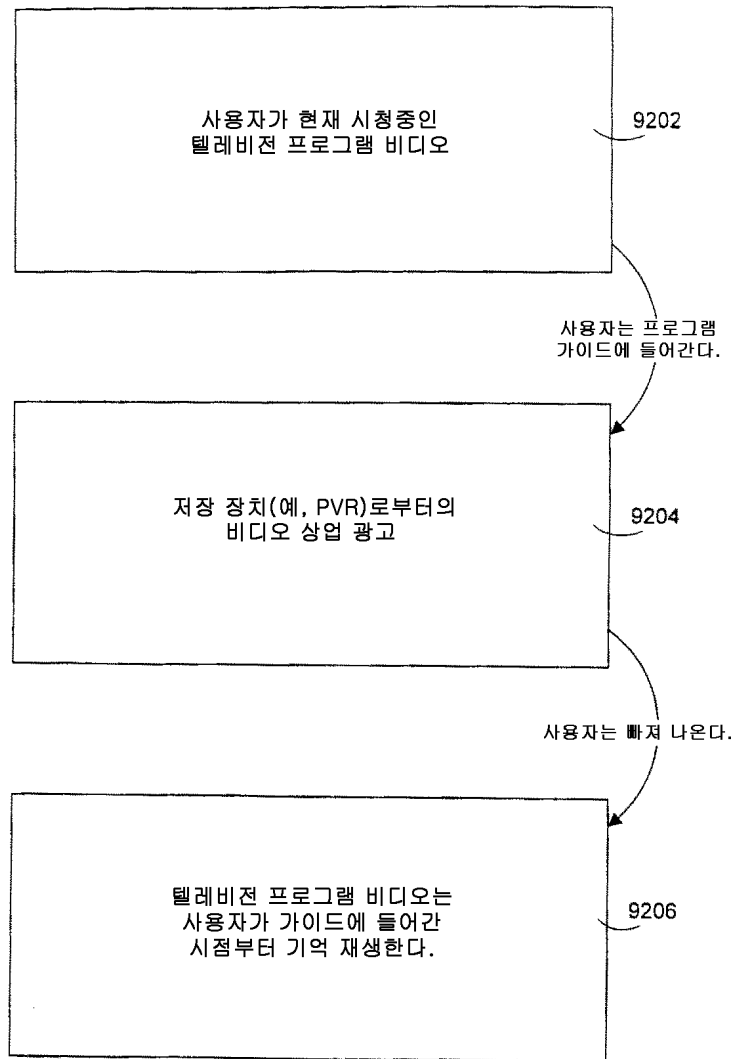 사용자가 현재 시청중인
텔레비전 프로그램 비디오
9202
사용자는 프로그램
가이드에 들어간다.
저장 장치(예, PVR)로부터의
비디오 상업 광고
9204
사용자는 빠져 나온다.
텔레비전 프로그램 비디오는
사용자가 가이드에 들어간
시점부터 기억 재생한다.
9206